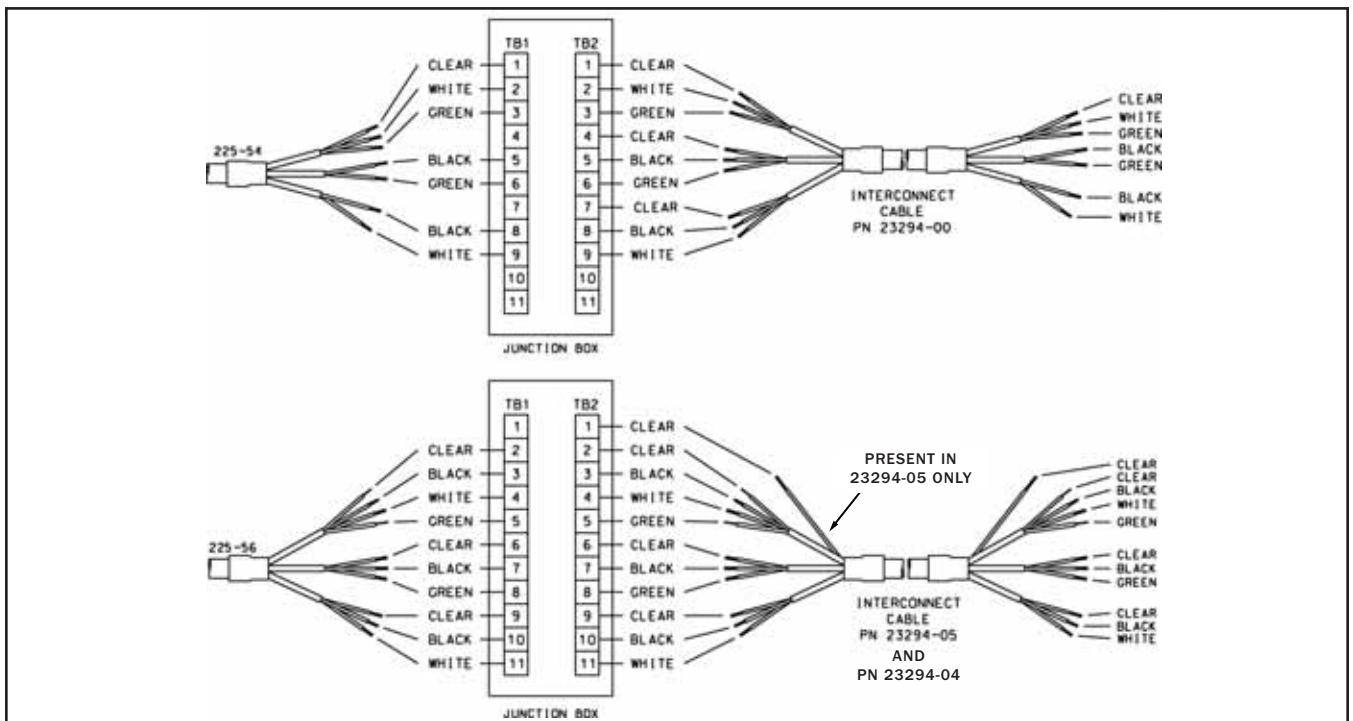 TB1 TB2
CLEAR 1 1 CLEAR
WHITE 2 2 WHITE
GREEN 3 3 GREEN
4 4 CLEAR
BLACK 5 5 BLACK
GREEN 6 6 GREEN
7 7 CLEAR
BLACK 8 8 BLACK
WHITE 9 9 WHITE
10 10
11 11
225-54
JUNCTION BOX
INTERCONNECT
CABLE
PN 23294-00
CLEAR
WHITE
GREEN
BLACK
GREEN
BLACK
WHITE
TB1 TB2
1 1 CLEAR
CLEAR 2 2 CLEAR
BLACK 3 3 BLACK
WHITE 4 4 WHITE
GREEN 5 5 GREEN
CLEAR 6 6 CLEAR
BLACK 7 7 BLACK
GREEN 8 8 GREEN
CLEAR 9 9 CLEAR
BLACK 10 10 BLACK
WHITE 11 11 WHITE
225-56
JUNCTION BOX
PRESENT IN
23294-05 ONLY
INTERCONNECT
CABLE
PN 23294-05
AND
PN 23294-04
CLEAR
CLEAR
BLACK
WHITE
GREEN
CLEAR
BLACK
GREEN
CLEAR
BLACK
WHITE